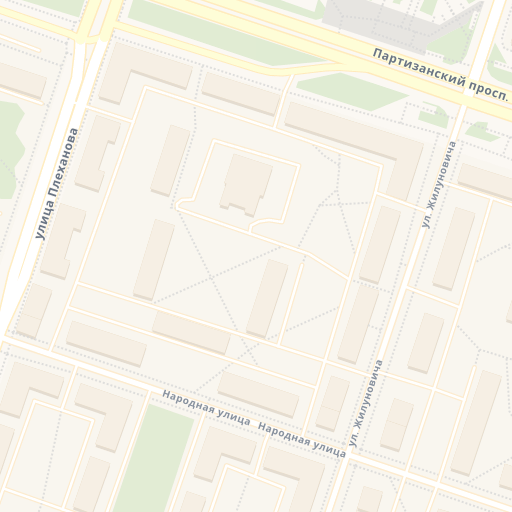 Партизанский просп.
улица Плеханова
ул. Жилуновича
ул. Жилуновича
Народная улица
Народная улица